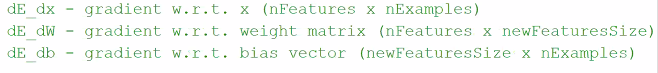 dE_dx - gradient w.r.t. x (nFeatures x nExamples)
dE_dW - gradient w.r.t. weight matrix (nFeatures x newFeaturesSize)
dE_db - gradient w.r.t. bias vector (newFeaturesSize x nExamples)